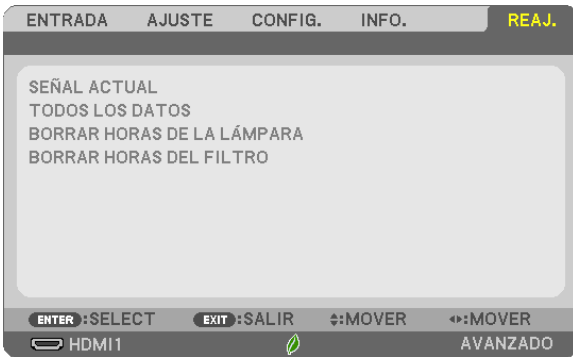 ENTRADA AJUSTE CONFIG. INFO. REAJ.
SEÑAL ACTUAL
TODOS LOS DATOS
BORRAR HORAS DE LA LÁMPARA
BORRAR HORAS DEL FILTRO
ENTER :SELECT EXIT :SALIR :MOVER :MOVER
HDMI1 AVANZADO